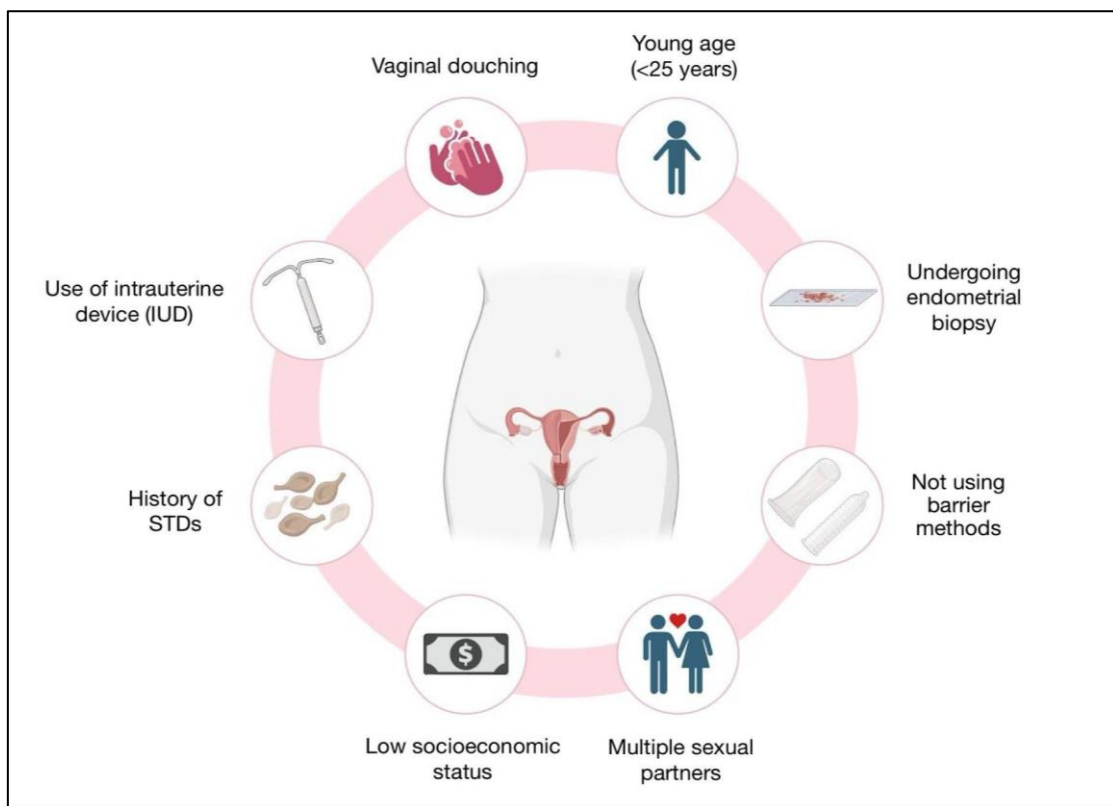 Vaginal douching
Young age
(<25 years)
Undergoing
endometrial
biopsy
Not using
barrier
methods
Multiple sexual
partners
Low socioeconomic
status
$
History of
STDs
Use of intrauterine
device (IUD)